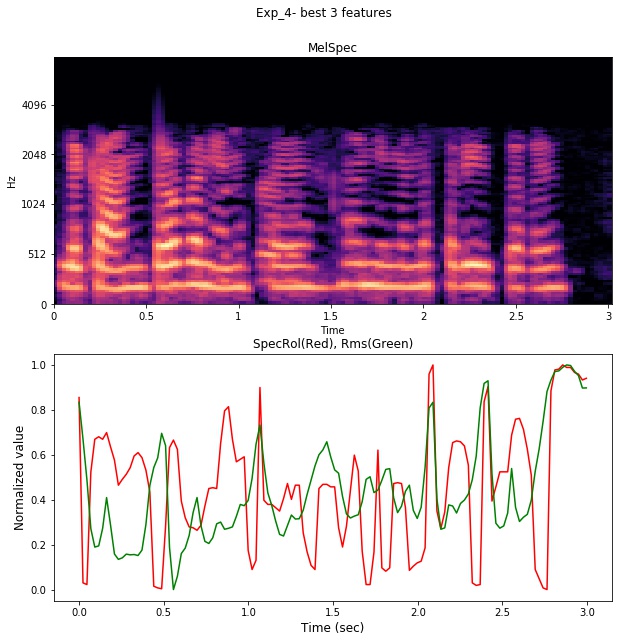 Exp_4- best 3 features
MelSpec
4096
2048
1024
512
0
Hz
0 0.5 1 1.5 2 2.5 3
Time
SpecRol(Red), Rms(Green)
1.0
0.8
0.6
0.4
0.2
0.0
Normalized value
0.0 0.5 1.0 1.5 2.0 2.5 3.0
Time (sec)